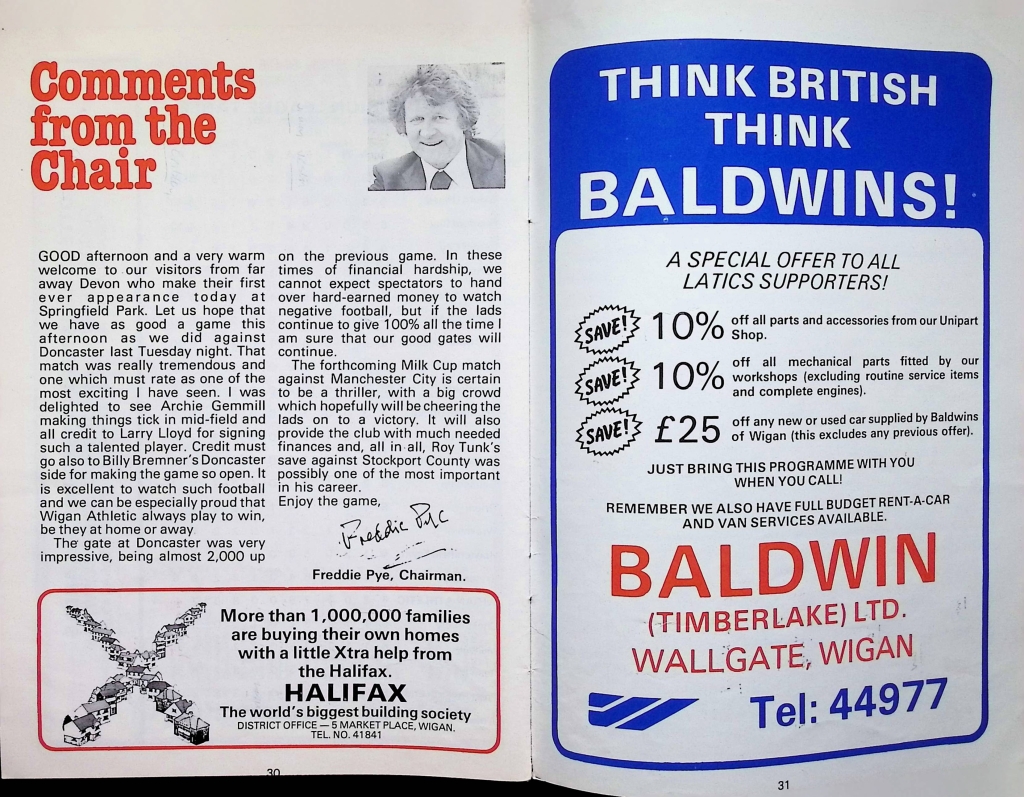 Comments
from the
Chair
GOOD afternoon and a very warm
welcome to our visitors from far
away Devon who make their first
ever appearance today at
Springfield Park. Let us hope that
we have as good a game this
afternoon as we did against
Doncaster last Tuesday night. That
match was really tremendous and
one which must rate as one of the
most exciting I have seen. I was
delighted to see Archie Gemmill
making things tick in mid-field and
all credit to Larry Lloyd for signing
such a talented player. Credit must
go also to Billy Bremner's Doncaster
side for making the game so open. It
is excellent to watch such football
and we can be especially proud that
Wigan Athletic always play to win,
be they at home or away
The gate at Doncaster was very
impressive, being almost 2,000 up
on the previous game. In these
times of financial hardship, we
cannot expect spectators to hand
over hard-earned money to watch
negative football, but if the lads
continue to give 100% all the time I
am sure that our good gates will
continue.
The forthcoming Milk Cup match
against Manchester City is certain
to be a thriller, with a big crowd
which hopefully will be cheering the
lads on to a victory. It will also
provide the club with much needed
finances and, all in all, Roy Tunk's
save against Stockport County was
possibly one of the most important
in his career.
Enjoy the game,
Freddie Pye
Freddie Pye, Chairman.
More than 1,000,000 families
are buying their own homes
with a little Xtra help from
the Halifax.
HALIFAX
The world's biggest building society
DISTRICT OFFICE — 5 MARKET PLACE, WIGAN.
TEL. NO. 41841
30
THINK BRITISH
THINK
BALDWINS!
A SPECIAL OFFER TO ALL
LATICS SUPPORTERS!
SAVE! 10% off all parts and accessories from our Unipart
Shop.
SAVE! 10% off all mechanical parts fitted by our
workshops (excluding routine service items
and complete engines).
SAVE! £25 off any new or used car supplied by Baldwins
of Wigan (this excludes any previous offer).
JUST BRING THIS PROGRAMME WITH YOU
WHEN YOU CALL!
REMEMBER WE ALSO HAVE FULL BUDGET RENT-A-CAR
AND VAN SERVICES AVAILABLE.
BALDWIN
(TIMBERLAKE) LTD.
WALLGATE, WIGAN
Tel: 44977
31